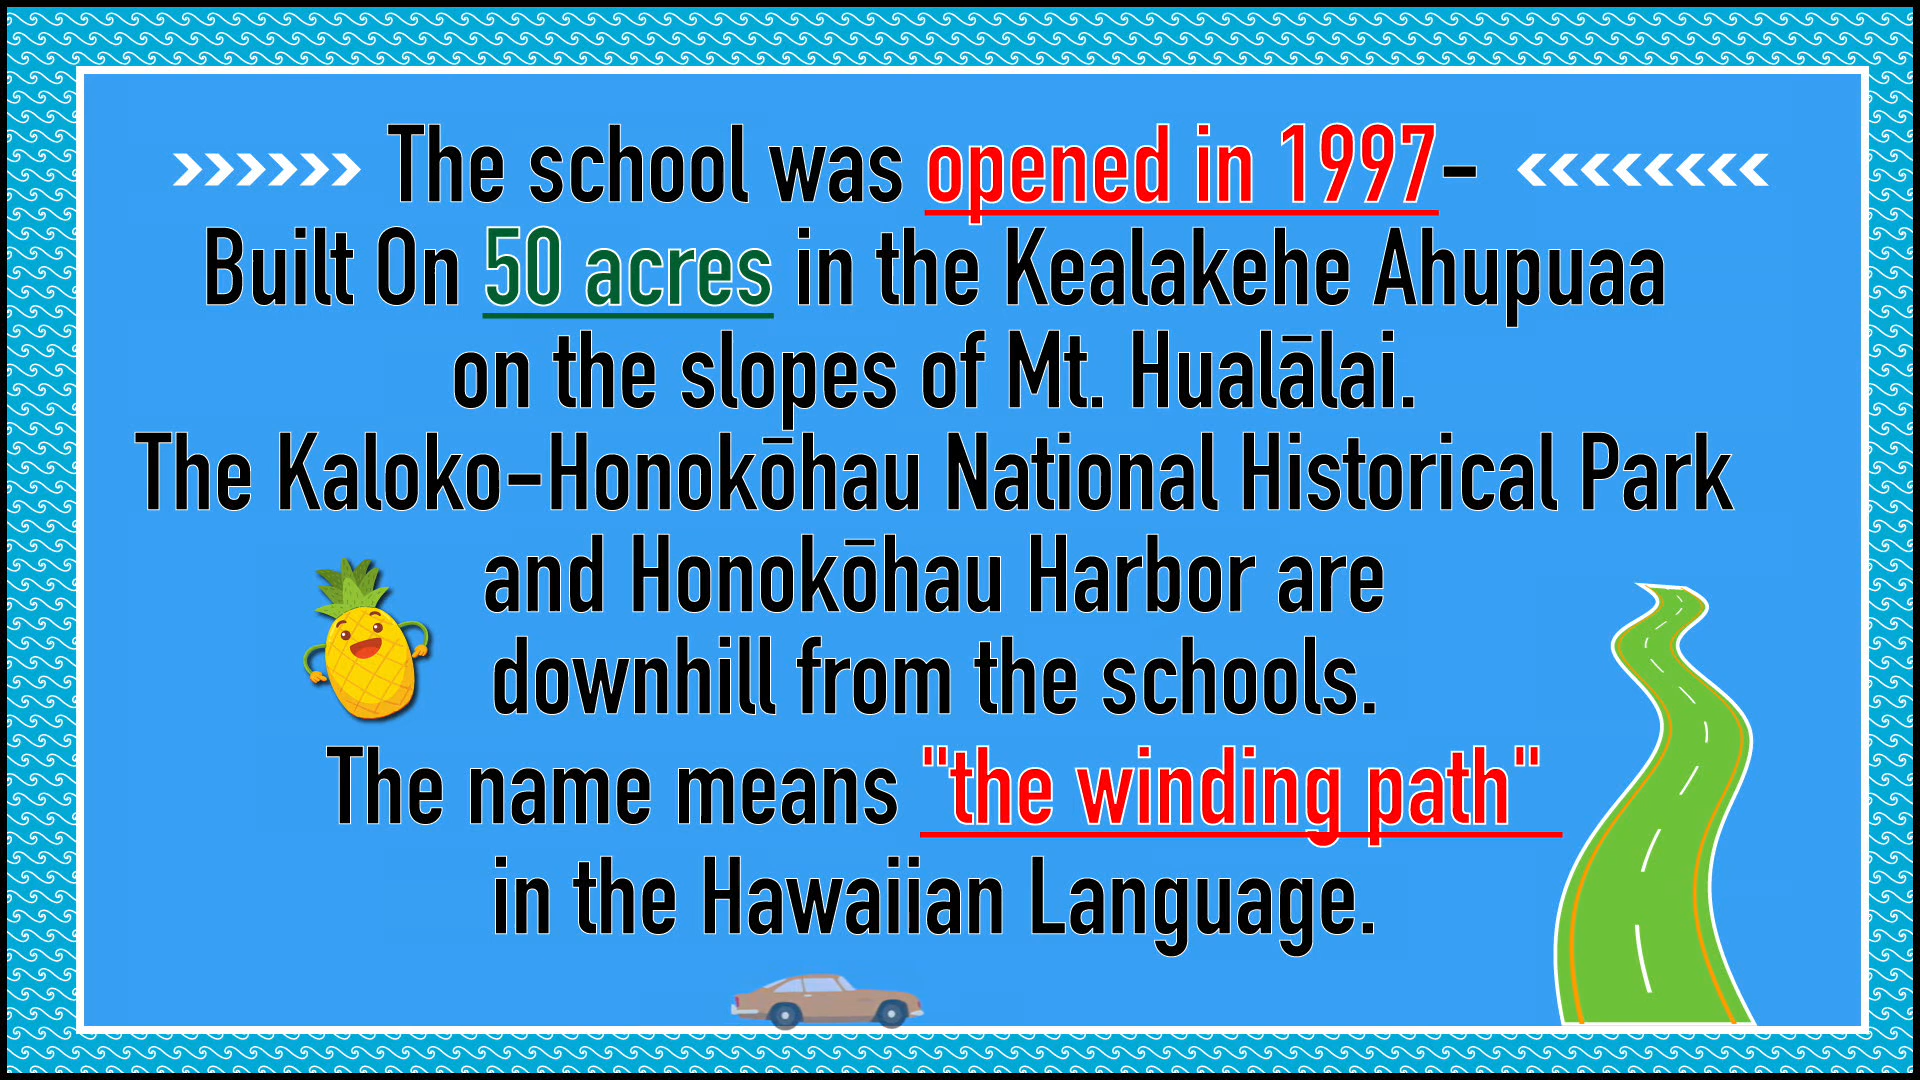 The school was opened in 1997-
Built On 50 acres in the Kealakehe Ahupuaa
on the slopes of Mt. Hualālai.
The Kaloko-Honokōhau National Historical Park
and Honokōhau Harbor are
downhill from the schools.
The name means "the winding path"
in the Hawaiian Language.